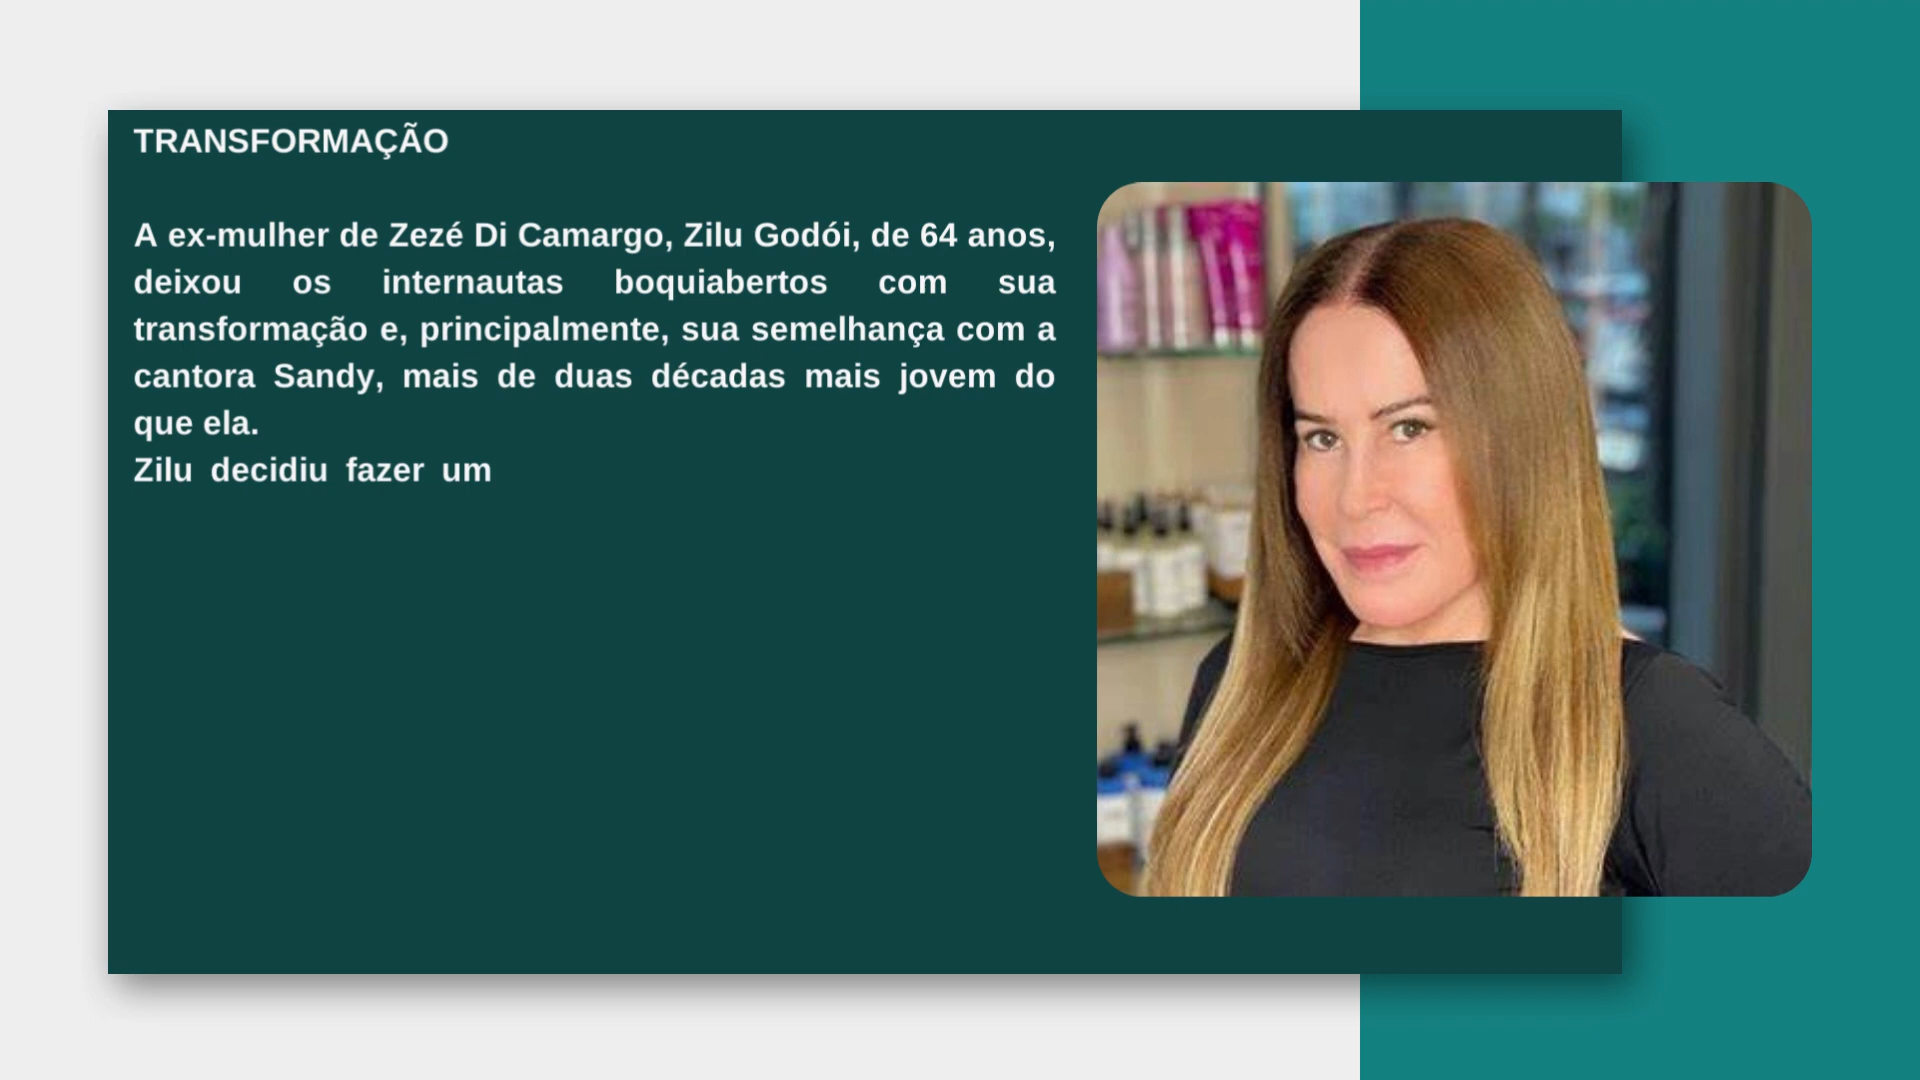 TRANSFORMAÇÃO
A ex-mulher de Zezé Di Camargo, Zilu Godói, de 64 anos,
deixou os internautas boquiabertos com sua
transformação e, principalmente, sua semelhança com a
cantora Sandy, mais de duas décadas mais jovem do
que ela.
Zilu decidiu fazer um